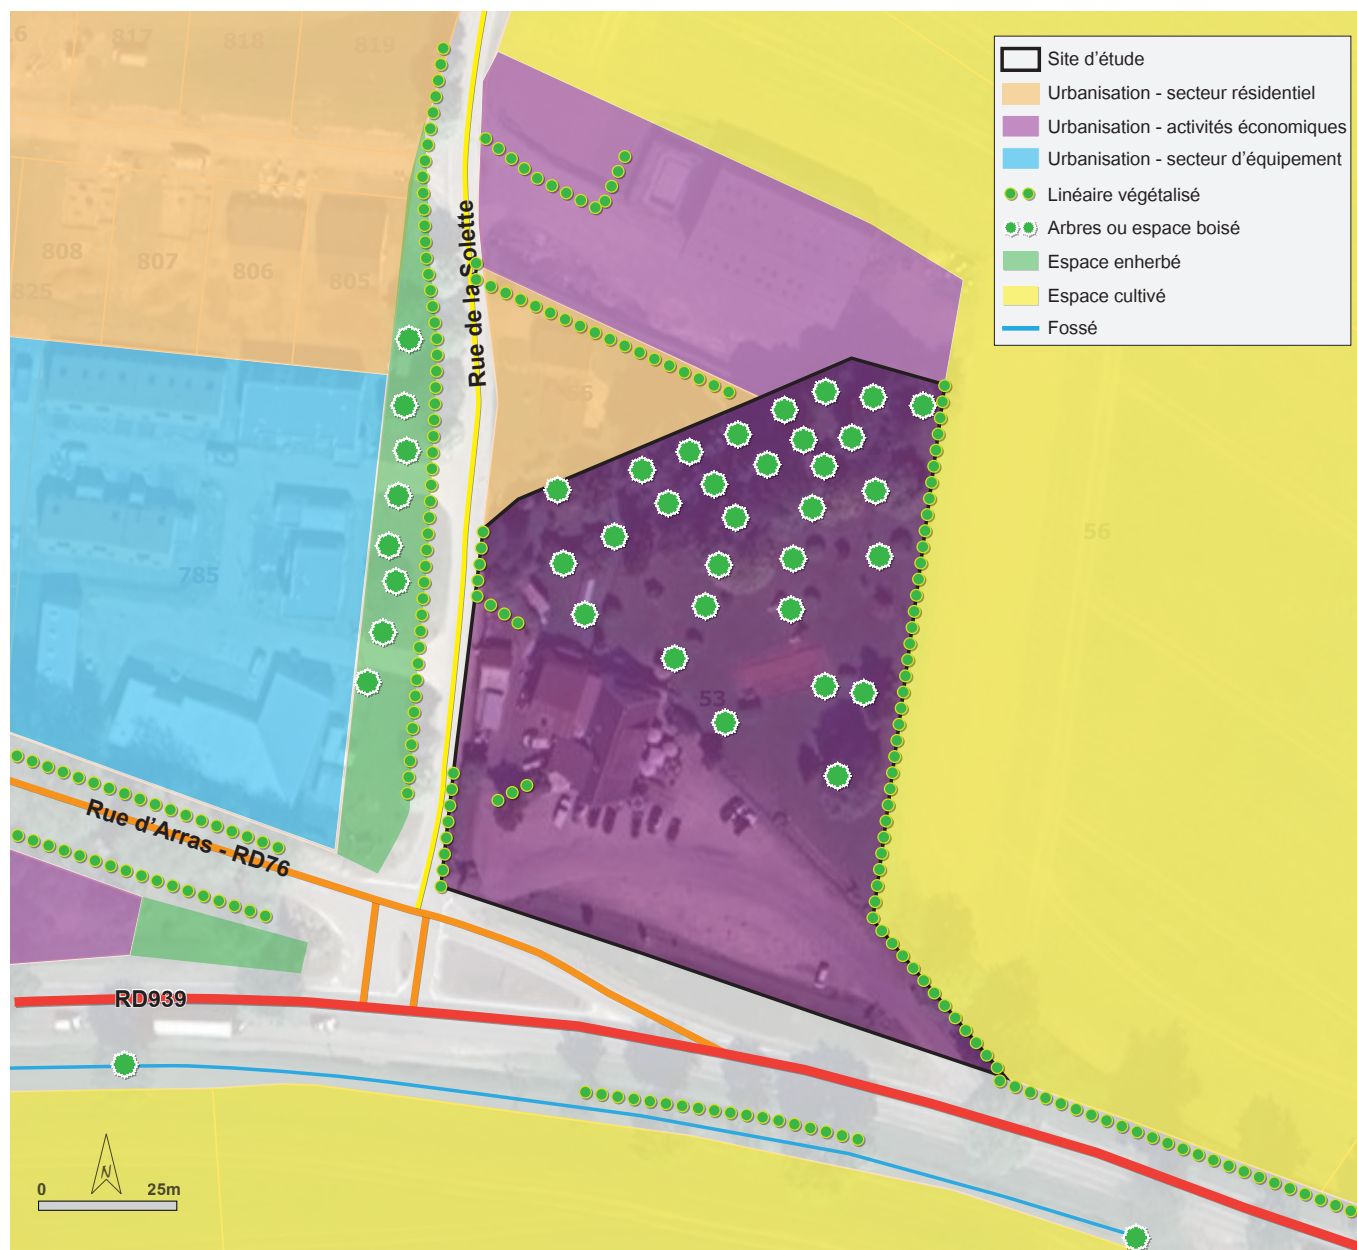 817
818
819
Site d'étude
Urbanisation - secteur résidentiel
Urbanisation - activités économiques
Urbanisation - secteur d'équipement
Linéaire végétalisé
Arbres ou espace boisé
Espace enherbé
Espace cultivé
Fossé
808
807
806
805
825
Rue de la Solette
56
785
53
Rue d'Arras - RD76
RD939
N
0 25m